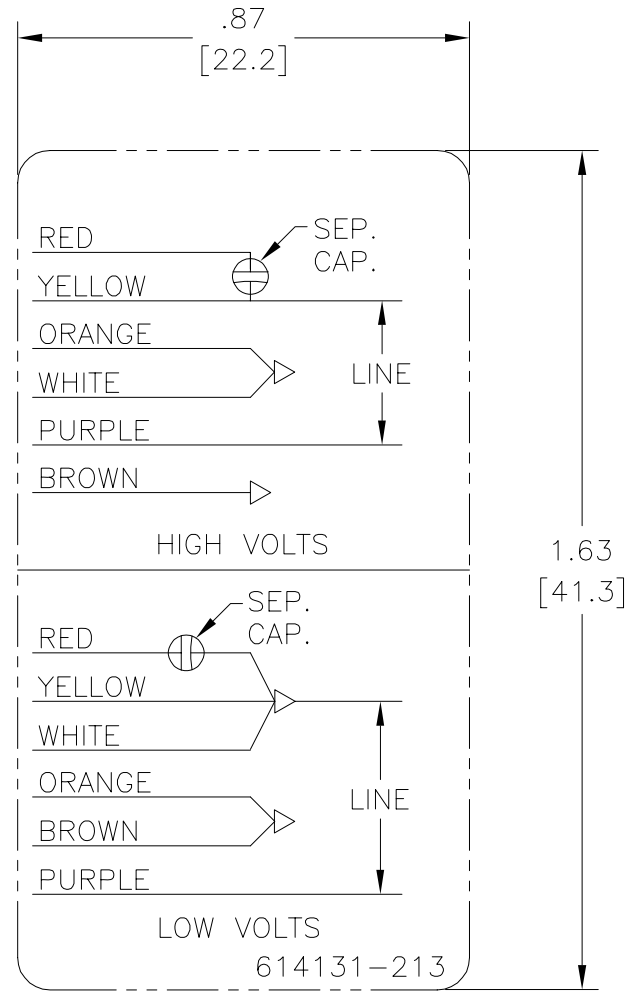 .87
[22.2]
RED
SEP.
CAP.
YELLOW
ORANGE
WHITE
LINE
PURPLE
BROWN
HIGH VOLTS
1.63
[41.3]
SEP.
CAP.
RED
YELLOW
WHITE
ORANGE
LINE
BROWN
PURPLE
LOW VOLTS
614131-213